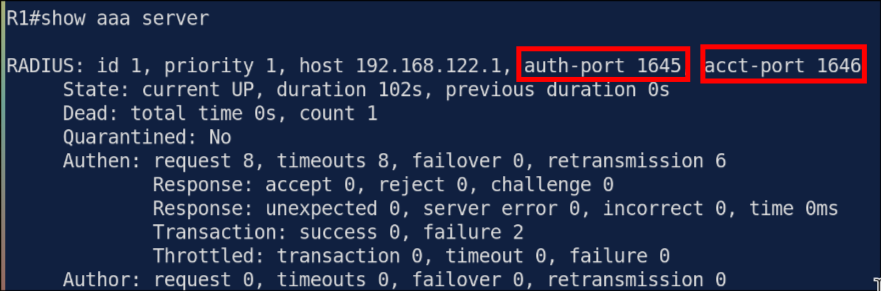 R1#show aaa server
RADIUS: id 1, priority 1, host 192.168.122.1, auth-port 1645 acct-port 1646
State: current UP, duration 102s, previous duration 0s
Dead: total time 0s, count 1
Quarantined: No
Authen: request 8, timeouts 8, failover 0, retransmission 6
Response: accept 0, reject 0, challenge 0
Response: unexpected 0, server error 0, incorrect 0, time 0ms
Transaction: success 0, failure 2
Throttled: transaction 0, timeout 0, failure 0
Author: request 0, timeouts 0, failover 0, retransmission 0